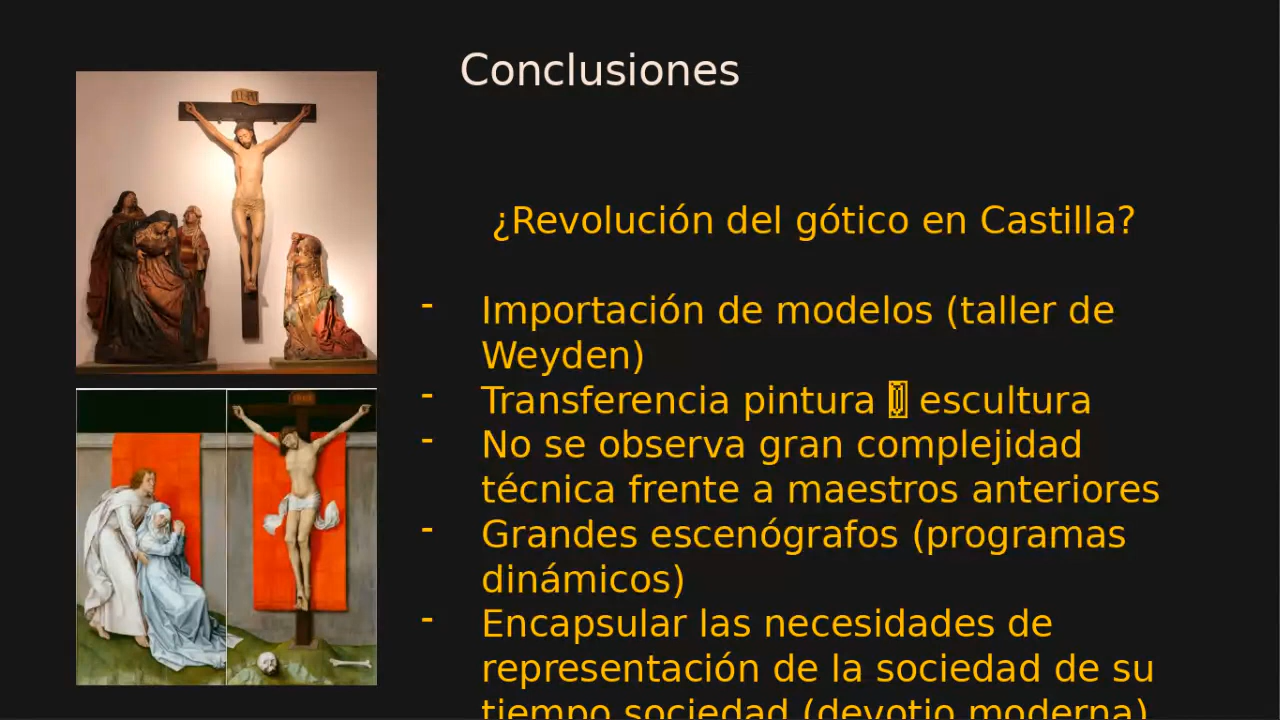 Conclusiones
¿Revolución del gótico en Castilla?
- Importación de modelos (taller de
Weyden)
- Transferencia pintura escultura
- No se observa gran complejidad
técnica frente a maestros anteriores
- Grandes escenógrafos (programas
dinámicos)
- Encapsular las necesidades de
representación de la sociedad de su
tiempo sociedad (devotio moderna)